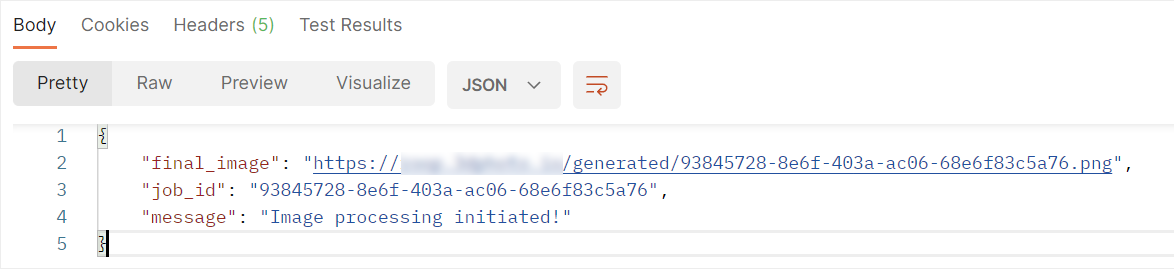 Body Cookies Headers (5) Test Results
Pretty Raw Preview Visualize JSON
1 {
2 "final_image": "https:// /generated/93845728-8e6f-403a-ac06-68e6f83c5a76.png",
3 "job_id": "93845728-8e6f-403a-ac06-68e6f83c5a76",
4 "message": "Image processing initiated!"
5 }